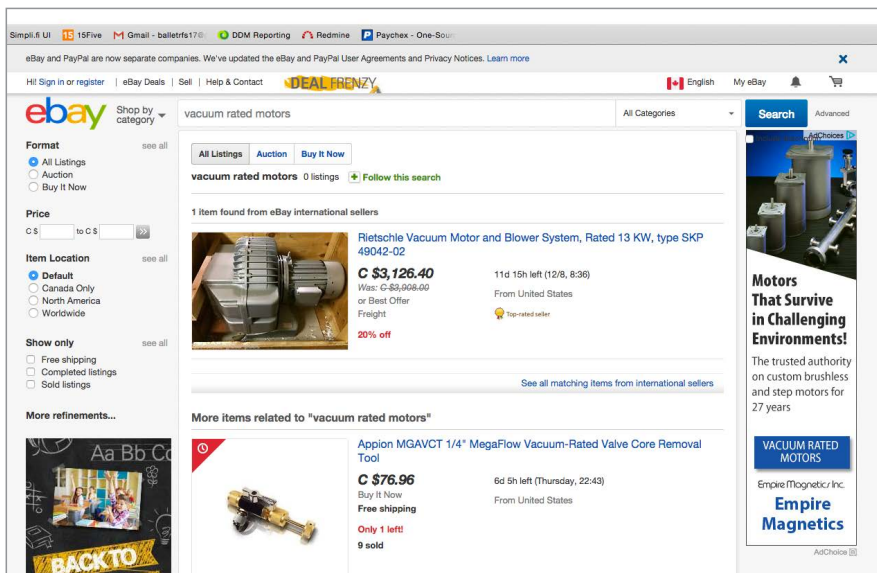 Simpli.fi UI 15 15Five Gmail - balletrfs17@ DDM Reporting Redmine P Paychex - One-Sour
eBay and PayPal are now separate companies. We've updated the eBay and PayPal User Agreements and Privacy Notices. Learn more
Hi! Sign in or register | eBay Deals | Sell | Help & Contact DEAL FRENZY English My eBay
ebay Shop by category vacuum rated motors All Categories Search Advanced
AdChoices
Format see all
All Listings
Auction
Buy It Now
Price
C $ to C $
Item Location see all
Default
Canada Only
North America
Worldwide
Show only see all
Free shipping
Completed listings
Sold listings
More refinements...
Aa Bb Cc
BACK TO
All Listings Auction Buy It Now
vacuum rated motors 0 listings + Follow this search
1 item found from eBay international sellers
Rietschle Vacuum Motor and Blower System, Rated 13 KW, type SKP
49042-02
C $3,126.40 11d 15h left (12/8, 8:36)
Was: C $3,908.00
or Best Offer From United States
Freight Top-rated seller
20% off
See all matching items from international sellers
More items related to "vacuum rated motors"
Appion MGAVCT 1/4" MegaFlow Vacuum-Rated Valve Core Removal
Tool
C $76.96 6d 5h left (Thursday, 22:43)
Buy It Now From United States
Free shipping
Only 1 left!
9 sold
Motors
That Survive
in Challenging
Environments!
The trusted authority
on custom brushless
and step motors for
27 years
VACUUM RATED
MOTORS
Empire Magnetics Inc.
Empire
Magnetics
AdChoice